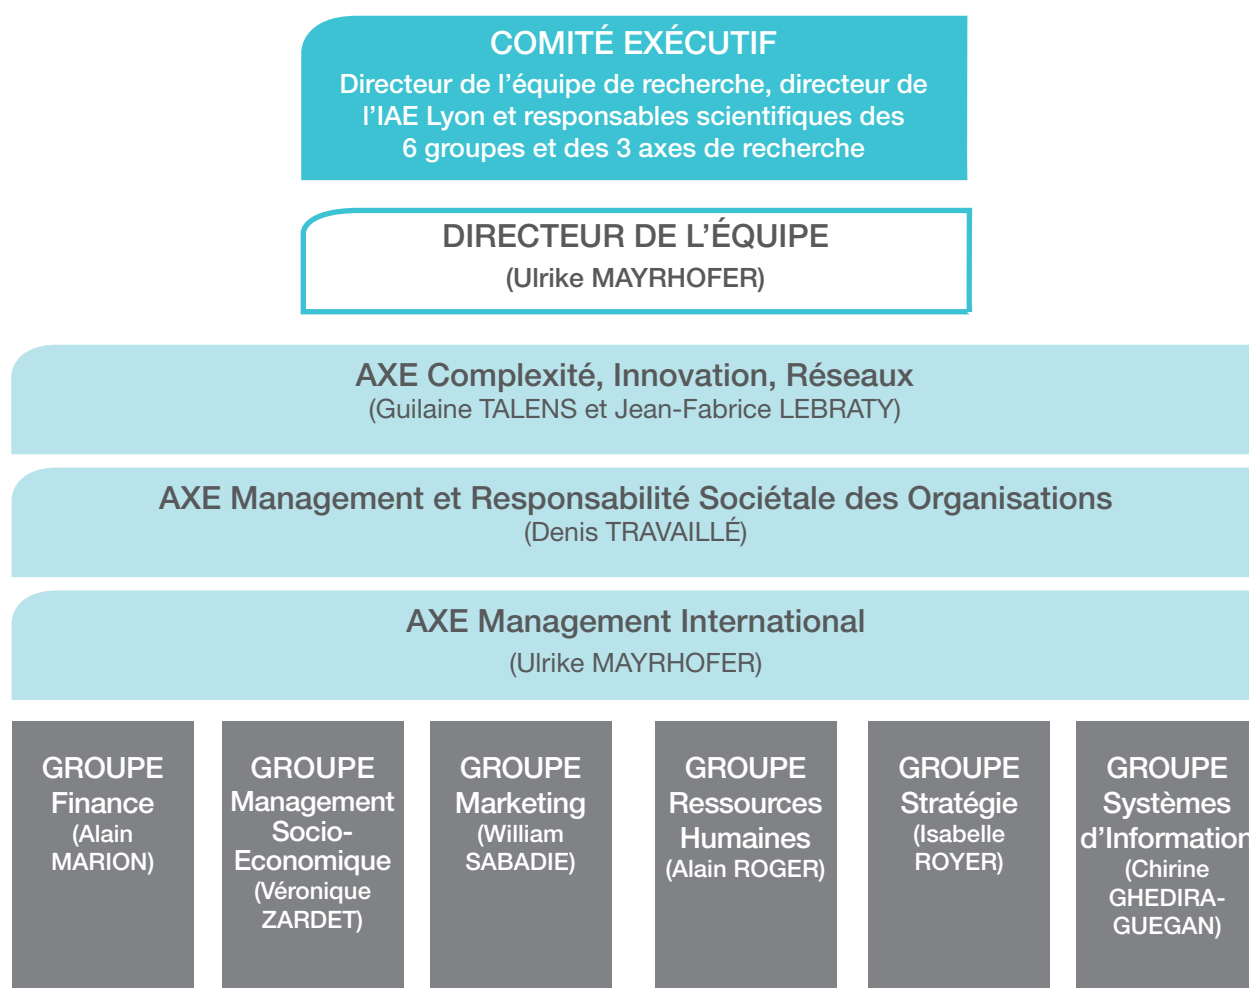 COMITÉ EXÉCUTIF
Directeur de l’équipe de recherche, directeur de
l’IAE Lyon et responsables scientifiques des
6 groupes et des 3 axes de recherche
DIRECTEUR DE L’ÉQUIPE
(Ulrike MAYRHOFER)
AXE Complexité, Innovation, Réseaux
(Guilaine TALENS et Jean-Fabrice LEBRATY)
AXE Management et Responsabilité Sociétale des Organisations
(Denis TRAVAILLÉ)
AXE Management International
(Ulrike MAYRHOFER)
GROUPE
Finance
(Alain
MARION)
GROUPE
Management
Socio-
Economique
(Véronique
ZARDET)
GROUPE
Marketing
(William
SABADIE)
GROUPE
Ressources
Humaines
(Alain ROGER)
GROUPE
Stratégie
(Isabelle
ROYER)
GROUPE
Systèmes
d’Information
(Chirine
GHEDIRA-
GUEGAN)